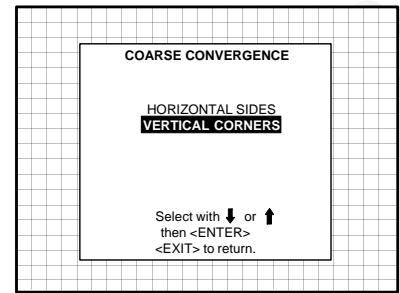 COARSE CONVERGENCE
HORIZONTAL SIDES
VERTICAL CORNERS
Select with ⬇ or ⬆
then <ENTER>
<EXIT> to return.